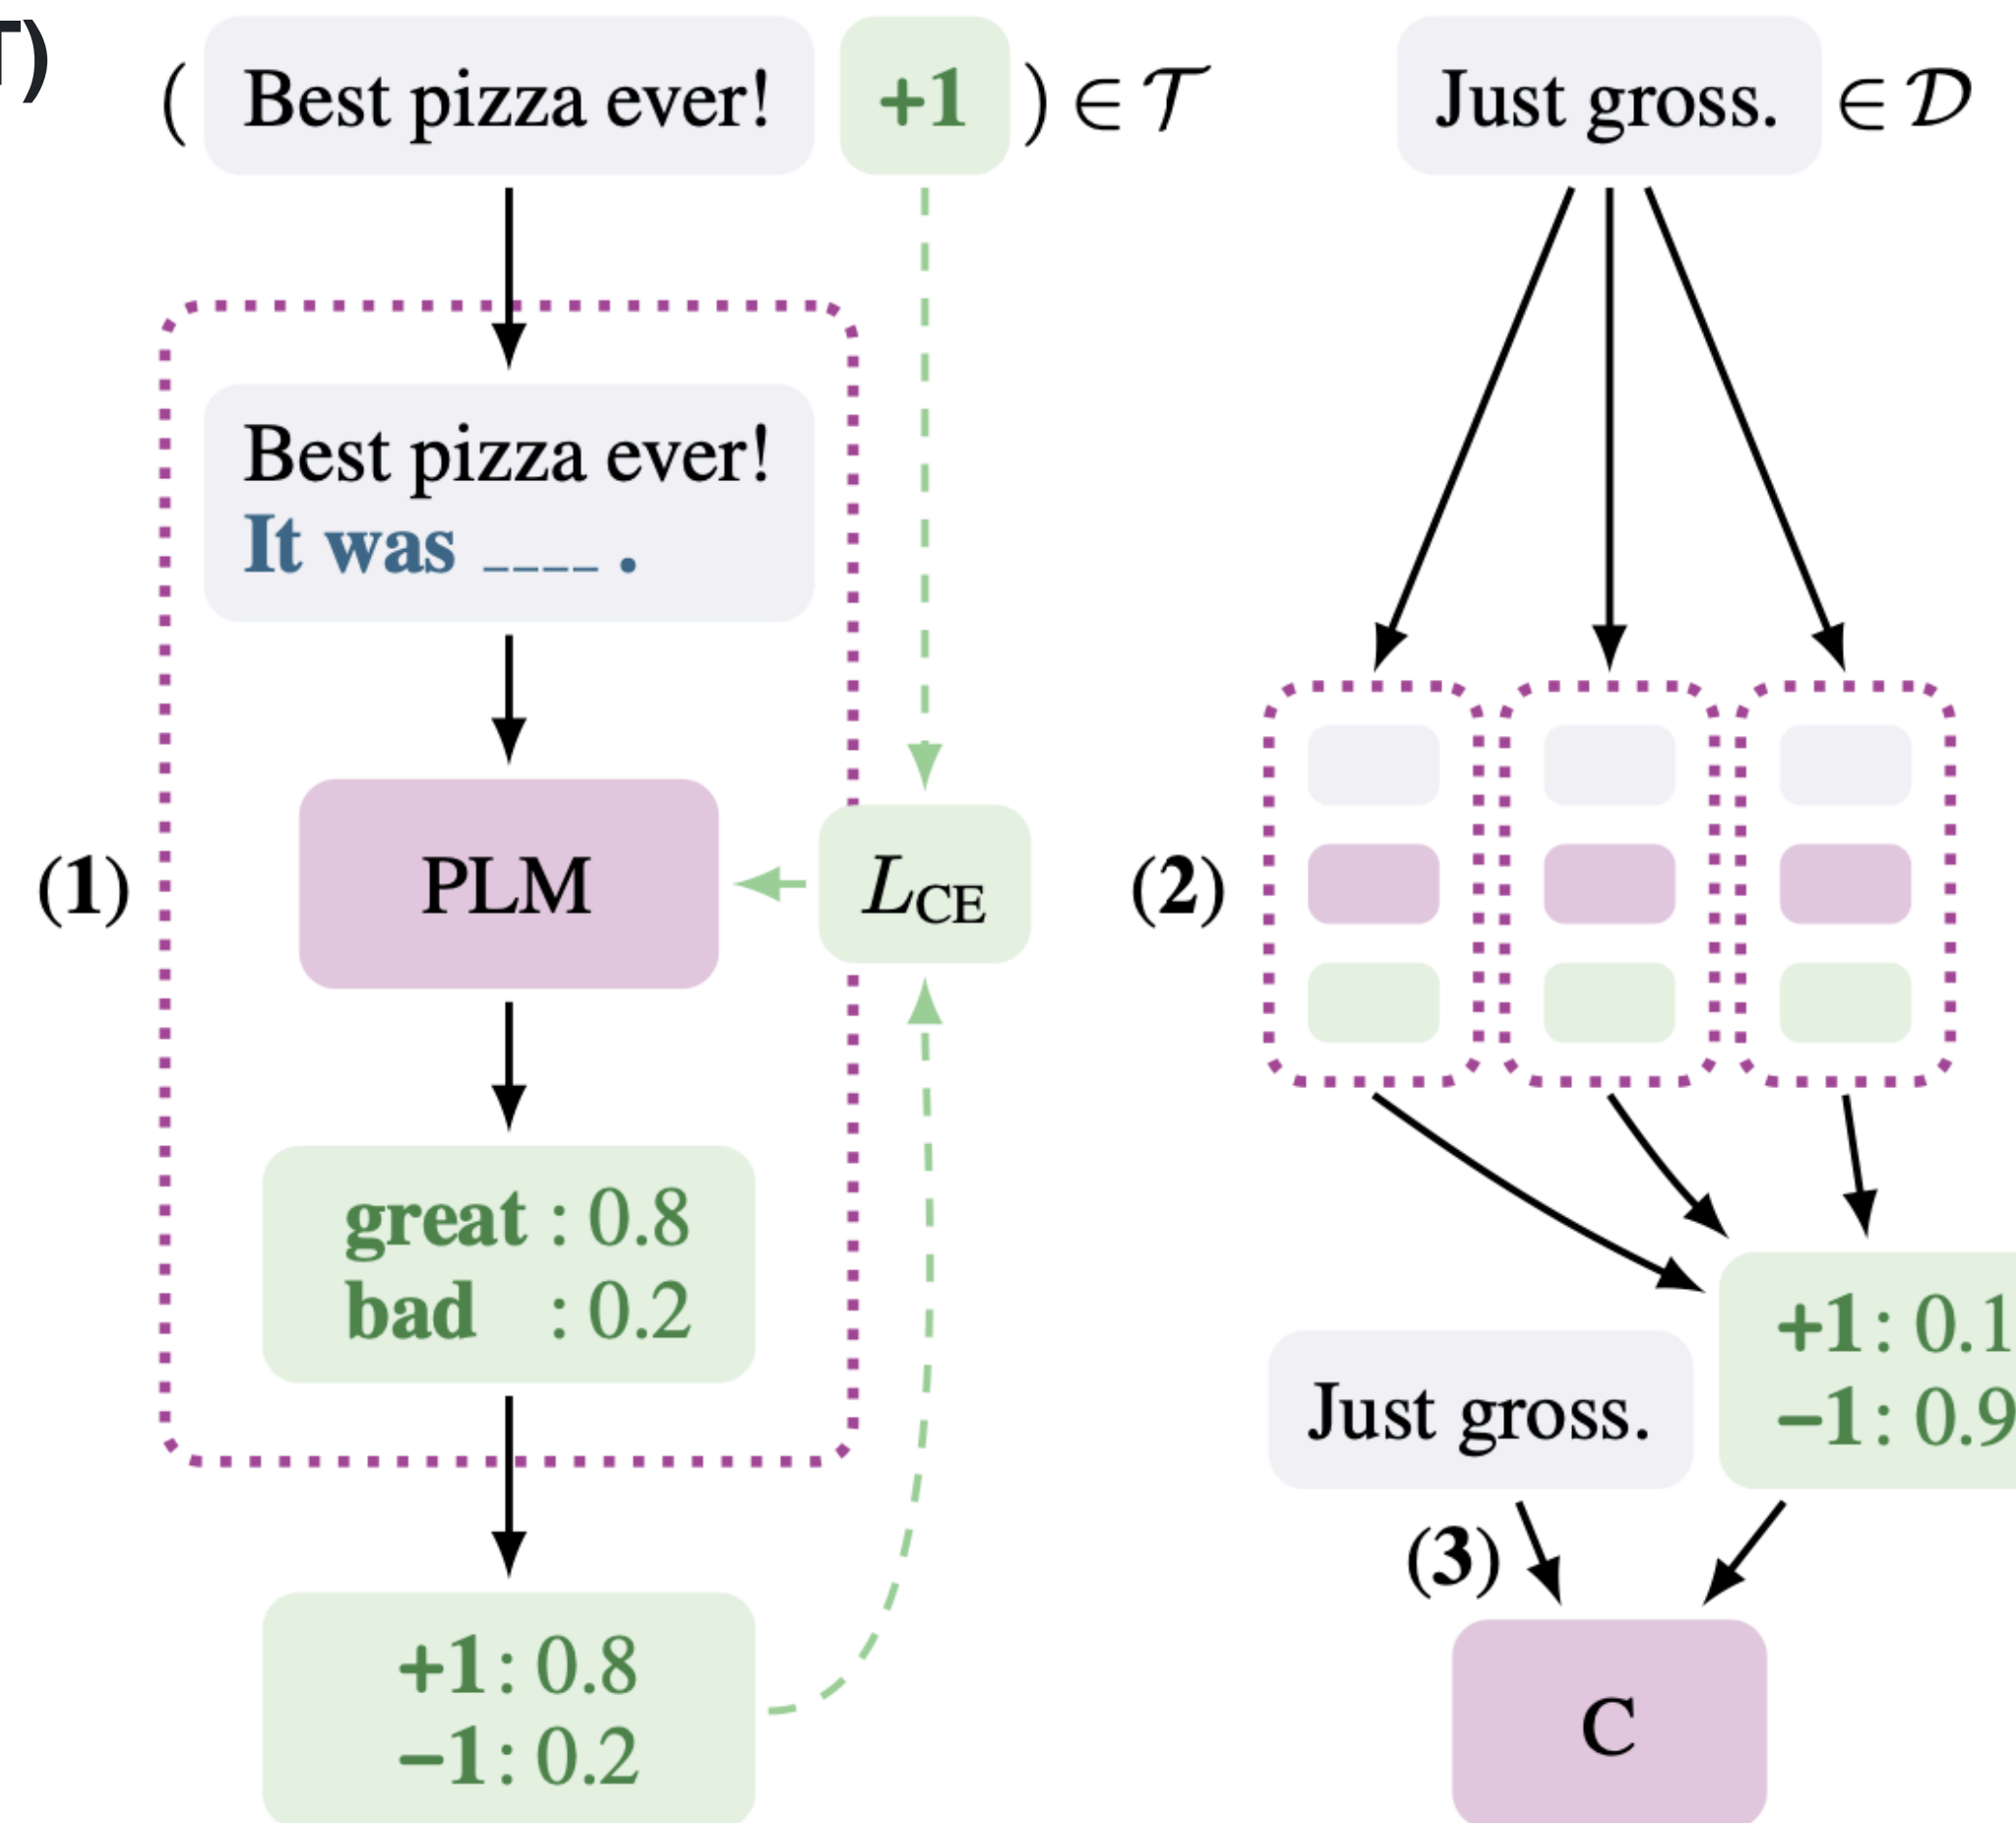 T)
( Best pizza ever! +1 ) ∈ 𝒯
Just gross. ∈ 𝒟
Best pizza ever!
It was ____ .
(1)
PLM
L_CE
(2)
great : 0.8
bad : 0.2
+1 : 0.8
−1 : 0.2
+1 : 0.1
−1 : 0.9
Just gross.
(3)
C